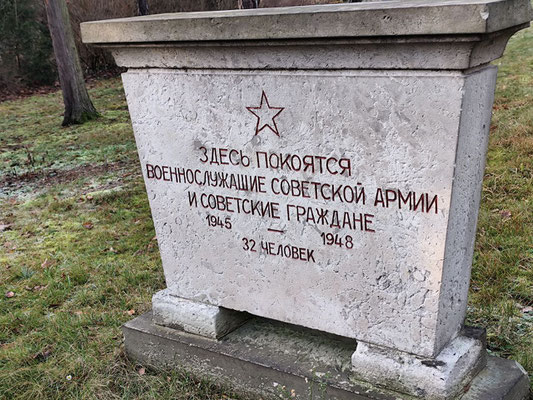 ЗДЕСЬ ПОКОЯТСЯ
ВОЕННОСЛУЖАЩИЕ СОВЕТСКОЙ АРМИИ
И СОВЕТСКИЕ ГРАЖДАНЕ
1945 — 1948
32 ЧЕЛОВЕК